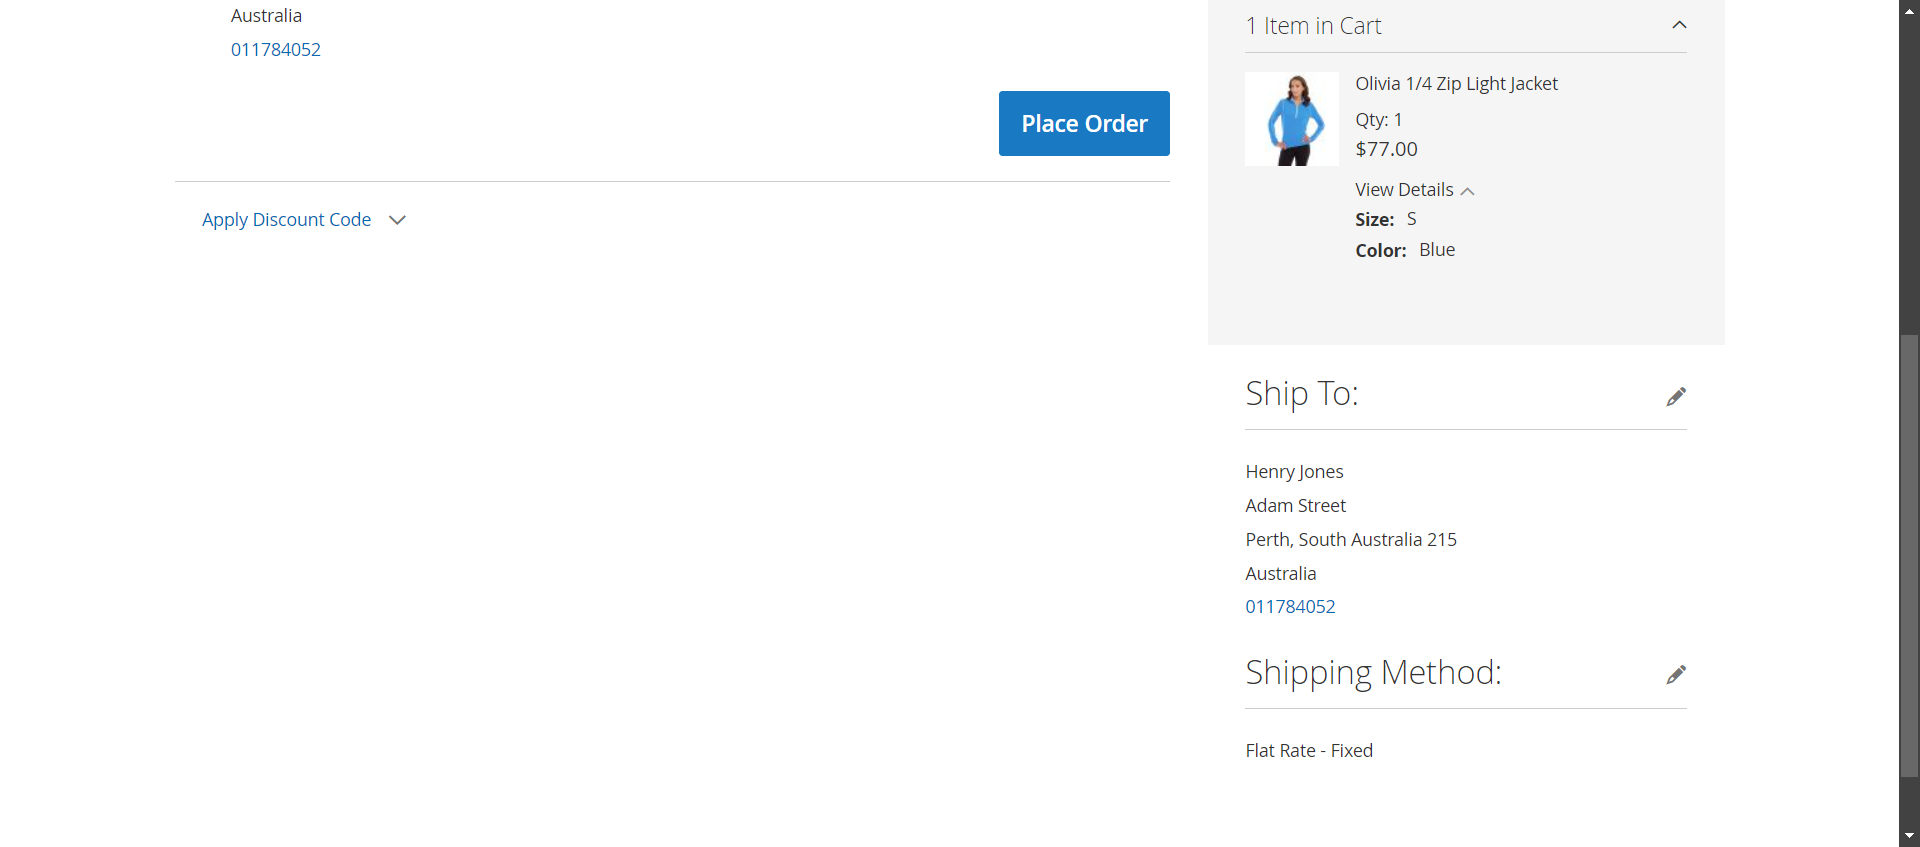 Australia
011784052
Place Order
Apply Discount Code
1 Item in Cart
Olivia 1/4 Zip Light Jacket
Qty: 1
$77.00
View Details
Size: S
Color: Blue
Ship To:
Henry Jones
Adam Street
Perth, South Australia 215
Australia
011784052
Shipping Method:
Flat Rate - Fixed